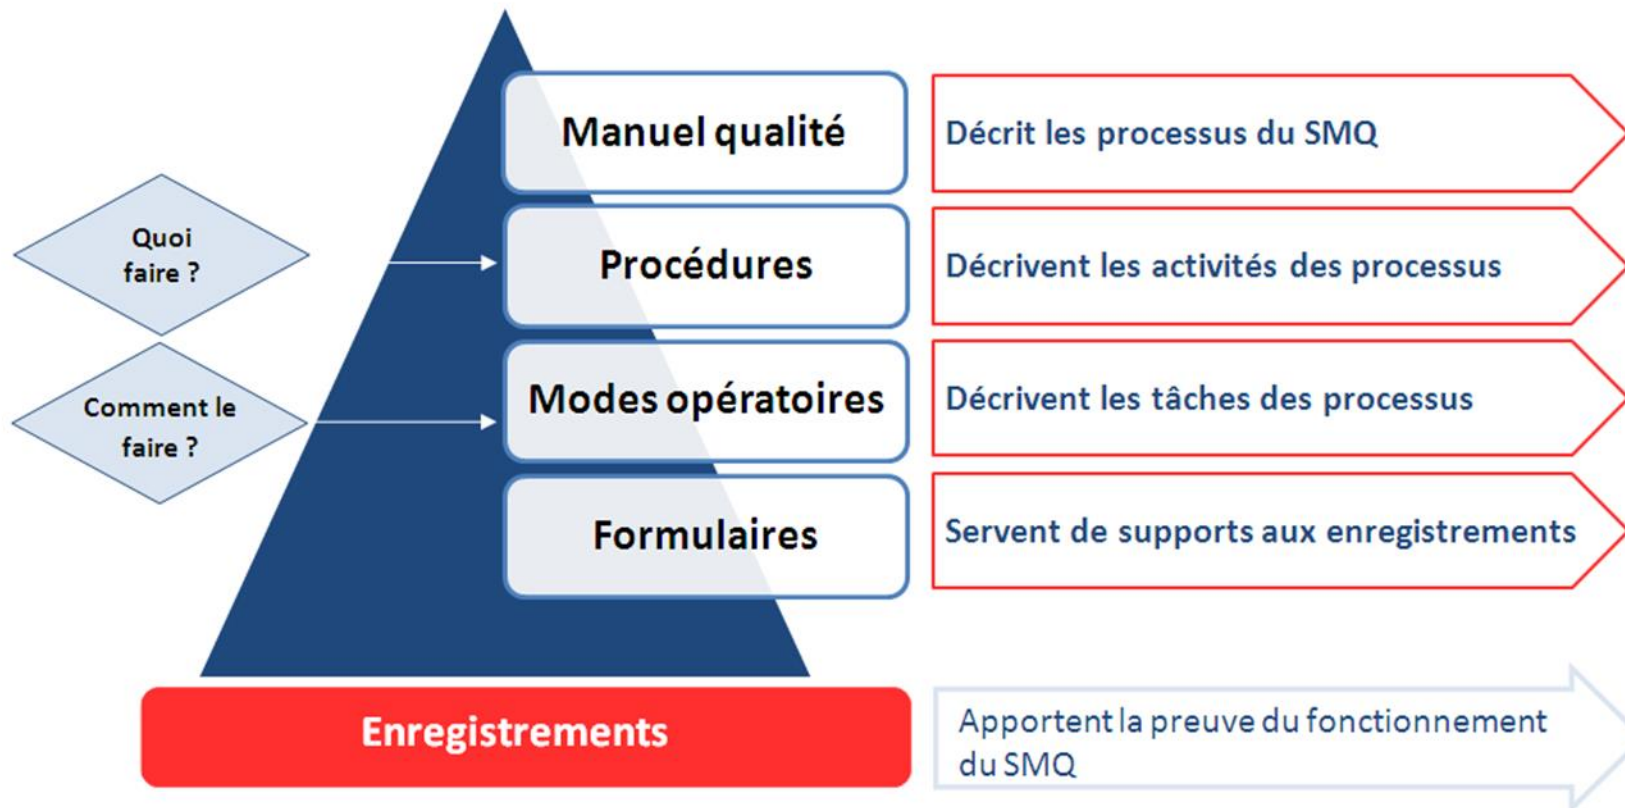 Manuel qualité
Décrit les processus du SMQ
Quoi
faire ?
Procédures
Décrivent les activités des processus
Comment le
faire ?
Modes opératoires
Décrivent les tâches des processus
Formulaires
Servent de supports aux enregistrements
Enregistrements
Apportent la preuve du fonctionnement
du SMQ